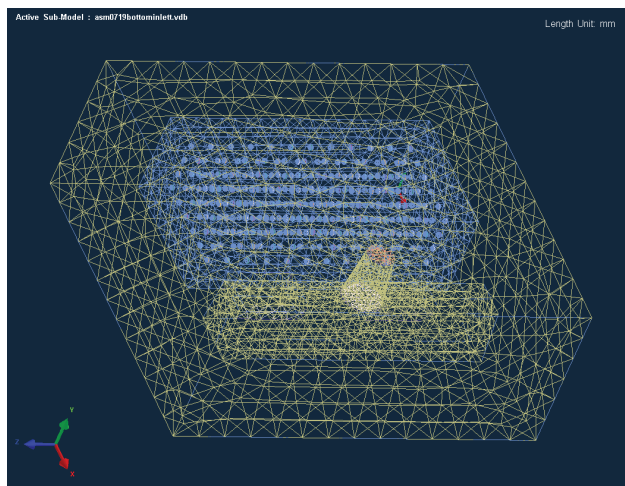 Active Sub-Model : asm0719bottominlett.vdb
Length Unit: mm
Y
Z
X